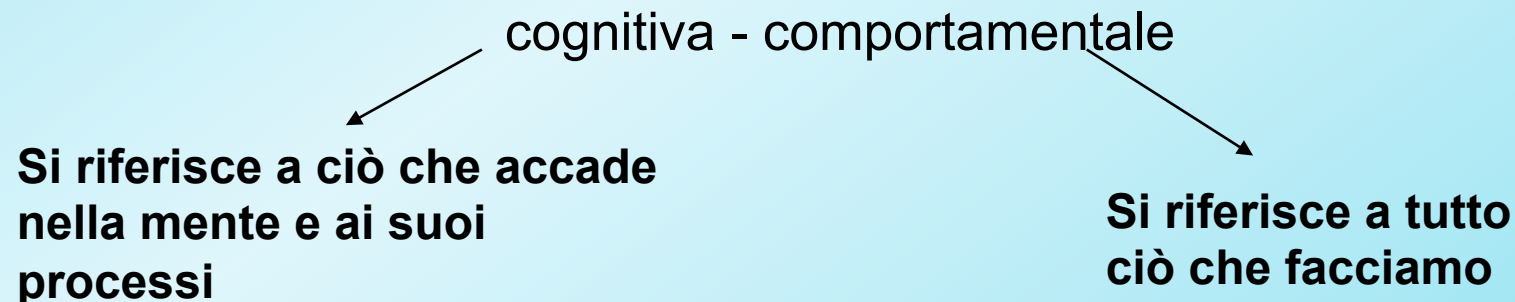 cognitiva - comportamentale
Si riferisce a ciò che accade
nella mente e ai suoi
processi
Si riferisce a tutto
ciò che facciamo